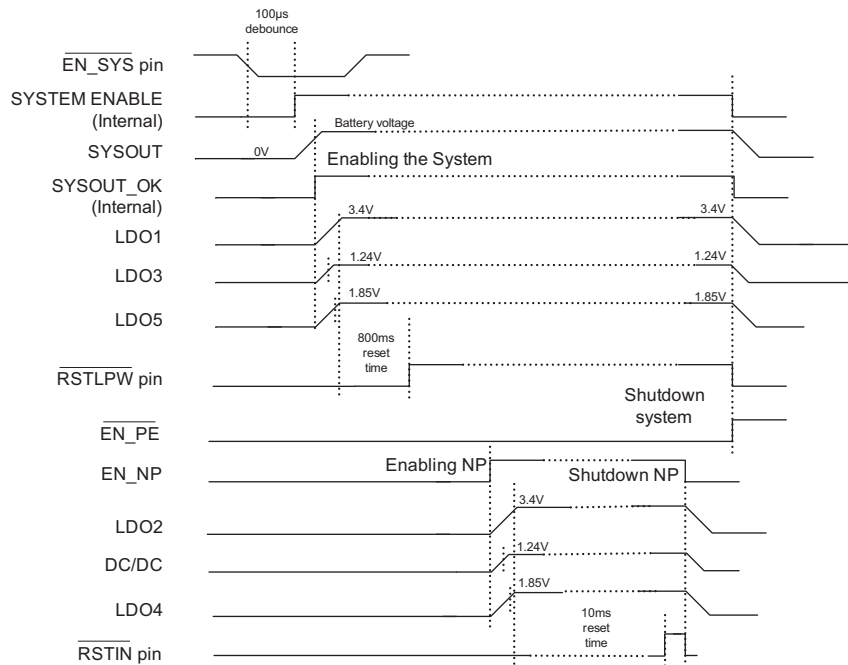 100µs
debounce
EN_SYS pin
SYSTEM ENABLE
(Internal)
Battery voltage
SYSOUT
0V
Enabling the System
SYSOUT_OK
(Internal)
3.4V
3.4V
LDO1
1.24V
1.24V
LDO3
1.85V
1.85V
LDO5
800ms
reset
time
RSTLPW pin
Shutdown
system
EN_PE
Enabling NP
Shutdown NP
EN_NP
3.4V
LDO2
1.24V
DC/DC
1.85V
LDO4
10ms
reset
time
RSTIN pin